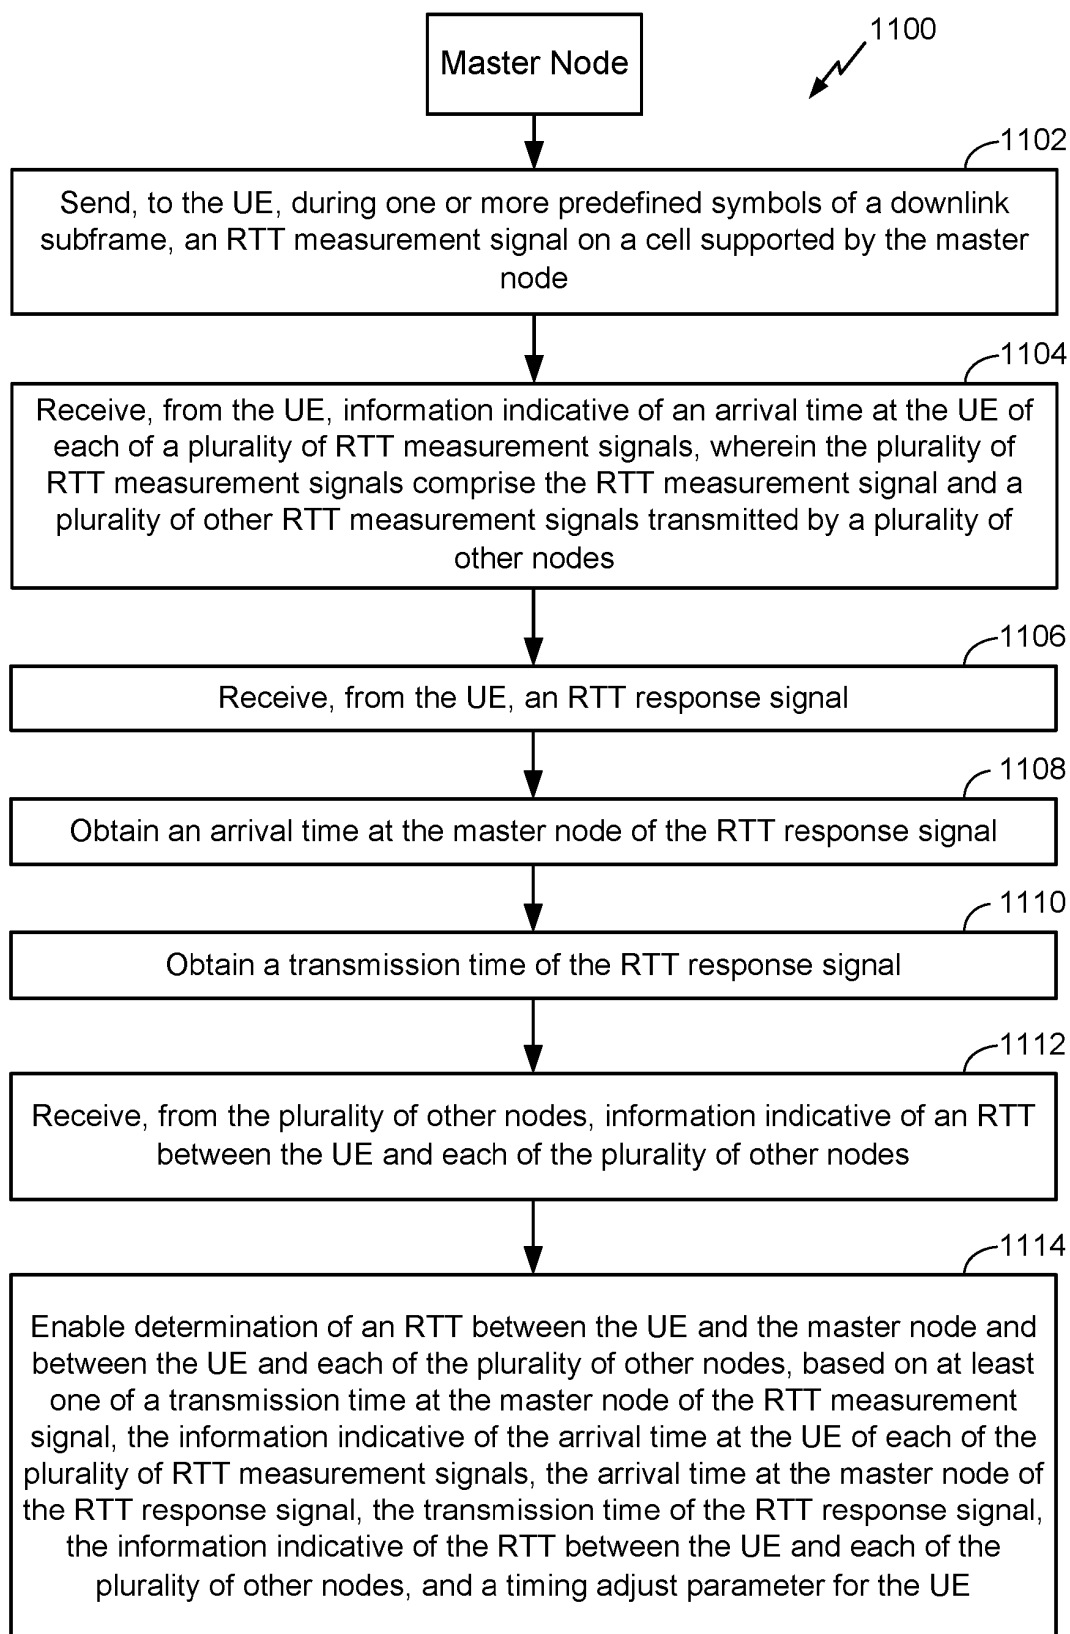 Master Node
1100
1102
Send, to the UE, during one or more predefined symbols of a downlink
subframe, an RTT measurement signal on a cell supported by the master
node
1104
Receive, from the UE, information indicative of an arrival time at the UE of
each of a plurality of RTT measurement signals, wherein the plurality of
RTT measurement signals comprise the RTT measurement signal and a
plurality of other RTT measurement signals transmitted by a plurality of
other nodes
1106
Receive, from the UE, an RTT response signal
1108
Obtain an arrival time at the master node of the RTT response signal
1110
Obtain a transmission time of the RTT response signal
1112
Receive, from the plurality of other nodes, information indicative of an RTT
between the UE and each of the plurality of other nodes
1114
Enable determination of an RTT between the UE and the master node and
between the UE and each of the plurality of other nodes, based on at least
one of a transmission time at the master node of the RTT measurement
signal, the information indicative of the arrival time at the UE of each of the
plurality of RTT measurement signals, the arrival time at the master node of
the RTT response signal, the transmission time of the RTT response signal,
the information indicative of the RTT between the UE and each of the
plurality of other nodes, and a timing adjust parameter for the UE